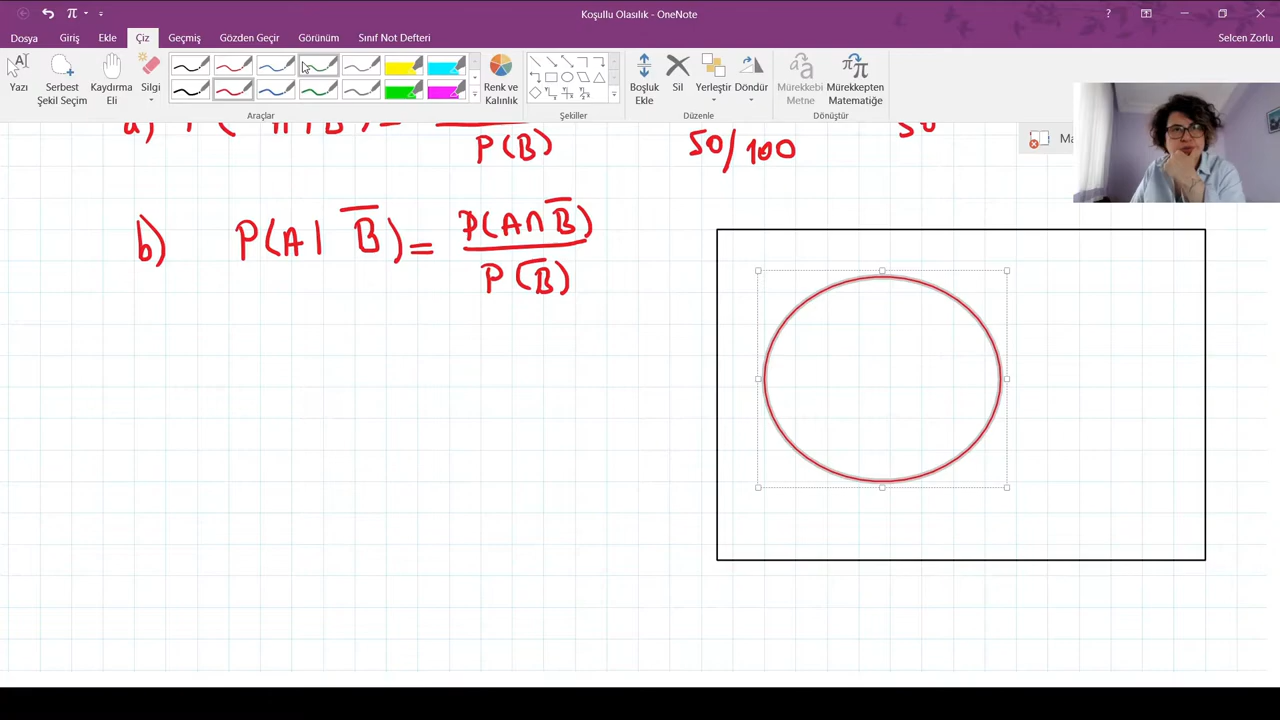 Koşullu Olasılık - OneNote
Dosya Giriş Ekle Çiz Geçmiş Gözden Geçir Görünüm Sınıf Not Defteri Selcen Zorlu
Yazı Serbest Şekil Seçim Kaydırma Eli Silgi Renk ve Kalınlık Boşluk Ekle Sil Yerleştir Döndür Mürekkebi Metne Mürekkepten Matematiğe
Araçlar Şekiller Düzenle Dönüştür
a) P(B) 50/100 50
b) P(A| B̅) = P(A∩B̅)
P(B̅)